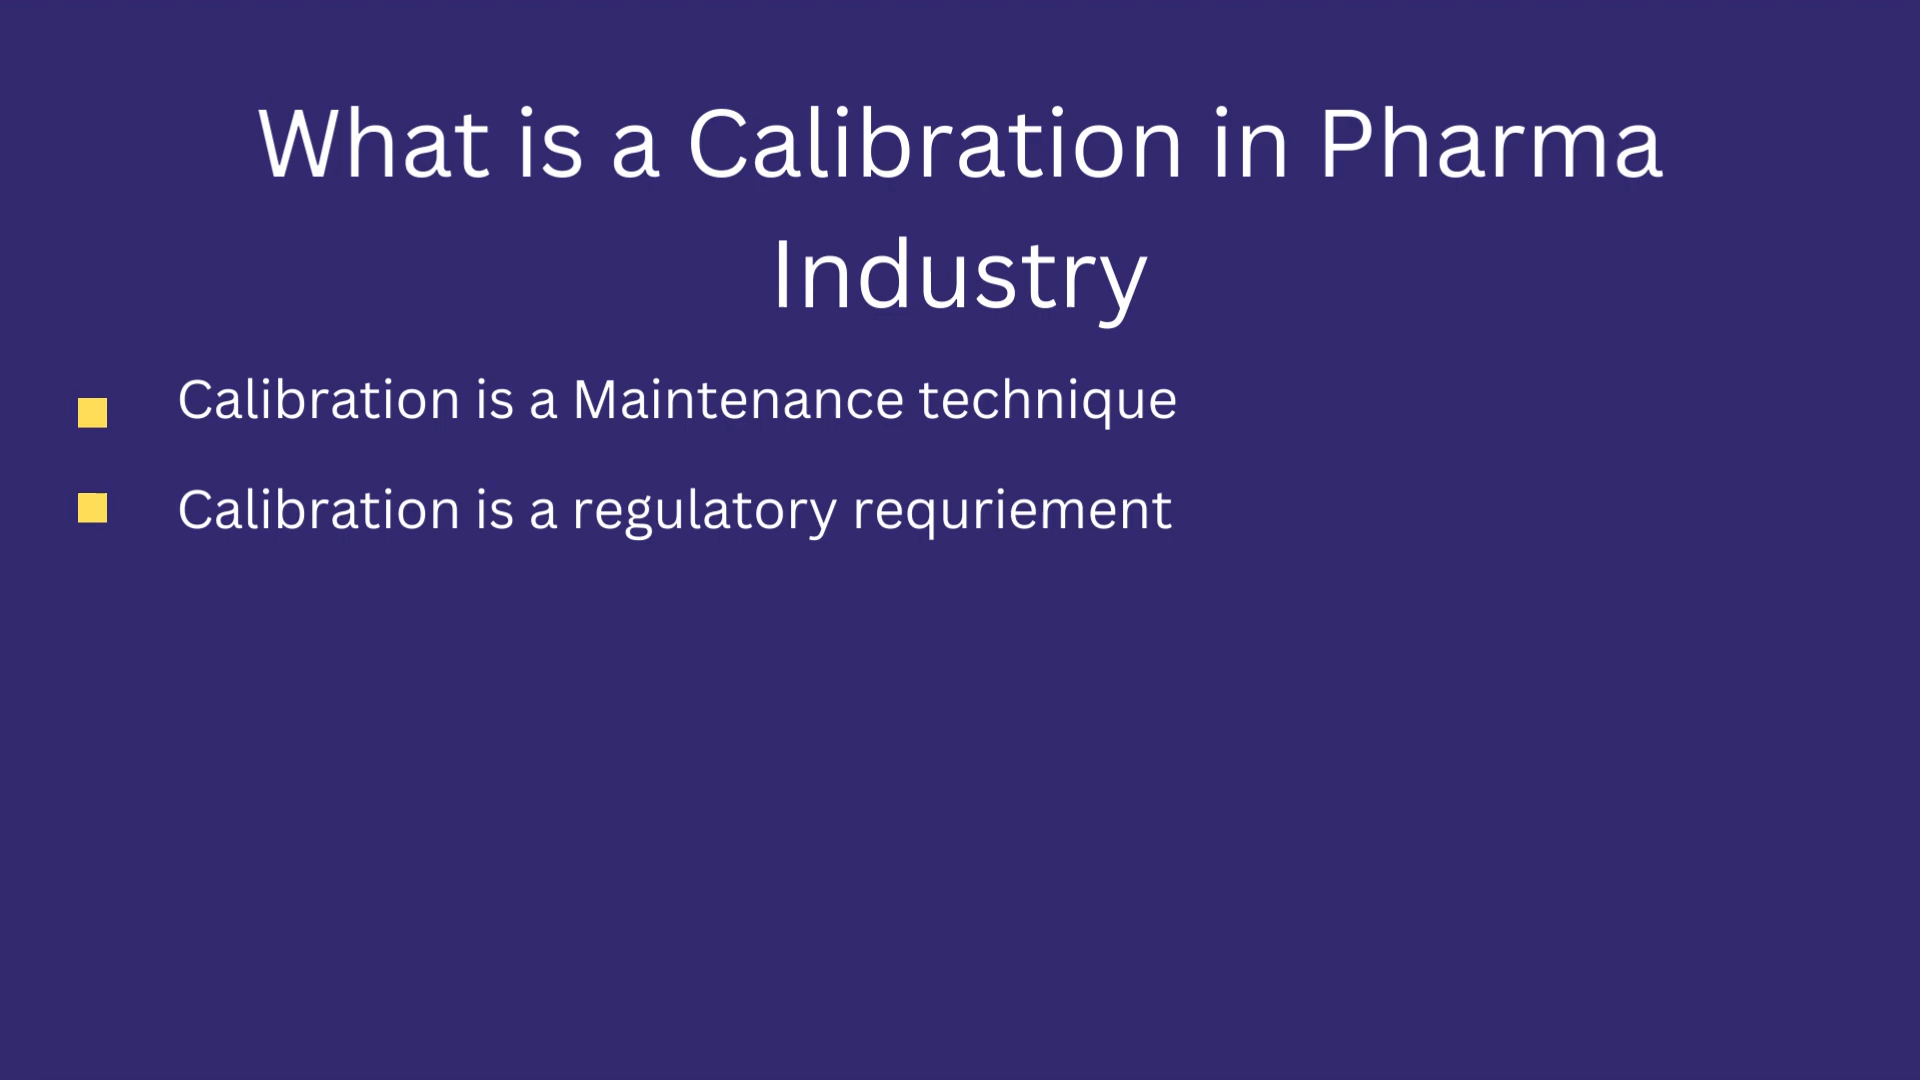 What is a Calibration in Pharma
Industry
Calibration is a Maintenance technique
Calibration is a regulatory requriement